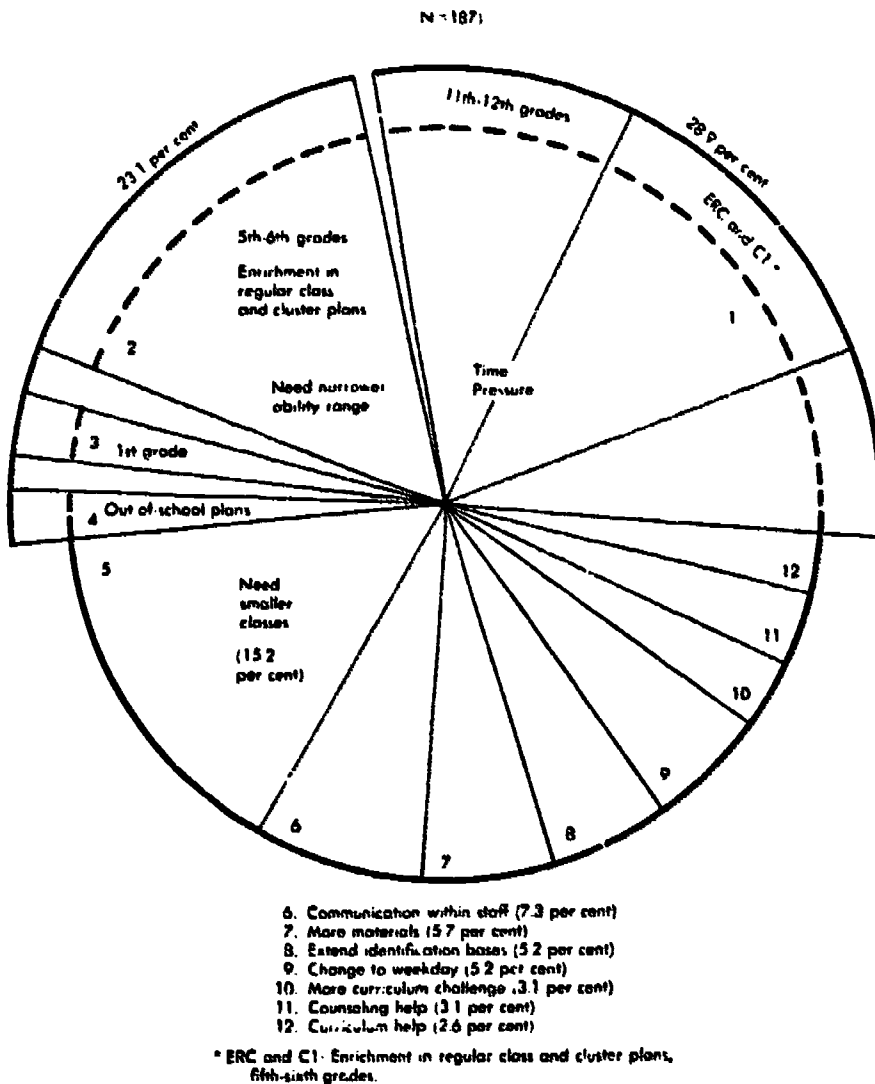 N = 187)
11th-12th grades
23.1 per cent
28.9 per cent
ERC and C1*
5th-6th grades
Enrichment in
regular class
and cluster plans
1
2
Need narrower
ability range
Time
Pressure
3
1st grade
4
Out of-school plans
5
Need
smaller
classes
(15.2
per cent)
12
11
10
9
8
7
6
6. Communication within staff (7.3 per cent)
7. More materials (5.7 per cent)
8. Extend identification bases (5.2 per cent)
9. Change to weekday (5.2 per cent)
10. More curriculum challenge (3.1 per cent)
11. Counseling help (3.1 per cent)
12. Curriculum help (2.6 per cent)
* ERC and C1: Enrichment in regular class and cluster plans,
fifth-sixth grades.